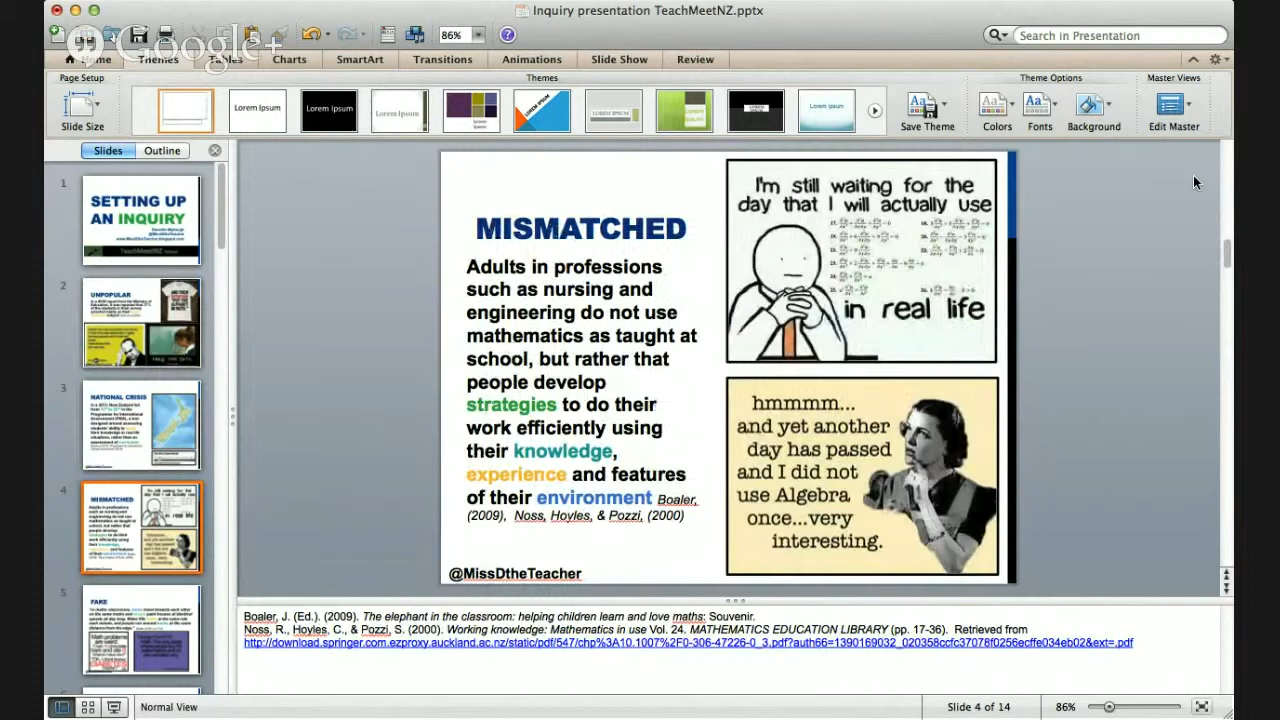 Inquiry presentation TeachMeetNZ.pptx
Google+
86%
Search in Presentation
Home Themes Tables Charts SmartArt Transitions Animations Slide Show Review
Page Setup
Themes
Theme Options
Master Views
Slide Size
Lorem Ipsum
Lorem Ipsum
Lorem Ipsum
Save Theme
Colors
Fonts
Background
Edit Master
Slides
Outline
1
SETTING UP
AN INQUIRY
2
UNPOPULAR
3
NATIONAL CRISIS
4
MISMATCHED
5
FAKE
MISMATCHED
Adults in professions
such as nursing and
engineering do not use
mathematics as taught at
school, but rather that
people develop
strategies to do their
work efficiently using
their knowledge,
experience and features
of their environment Boaler,
(2009), Noss, Hoyles, & Pozzi, (2000)
@MissDtheTeacher
I'm still waiting for the
day that I will actually use
in real life
hmmmm...
and yet another
day has passed
and I did not
use Algebra
once...very
interesting.
Boaler, J. (Ed.). (2009). The elephant in the classroom: helping children learn and love maths: Souvenir.
Noss, R., Hoyles, C., & Pozzi, S. (2000). Working knowledge: Mathematics in use Vol. 24. MATHEMATICS EDUCATION LIBRARY (pp. 17-36). Retrieved from
Normal View
Slide 4 of 14
86%